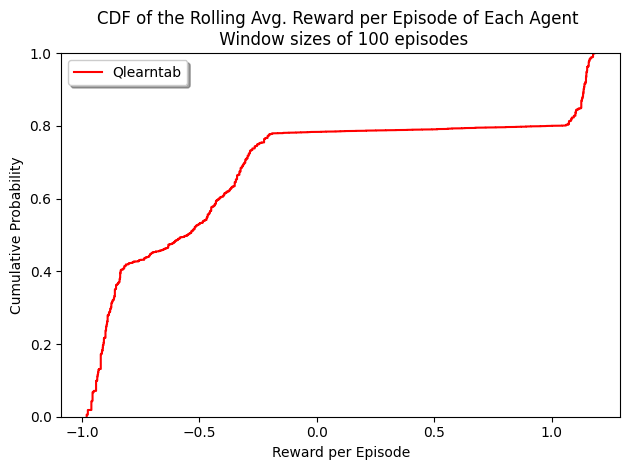 CDF of the Rolling Avg. Reward per Episode of Each Agent
Window sizes of 100 episodes
Qlearntab
1.0
0.8
0.6
0.4
0.2
0.0
Cumulative Probability
−1.0
−0.5
0.0
0.5
1.0
Reward per Episode